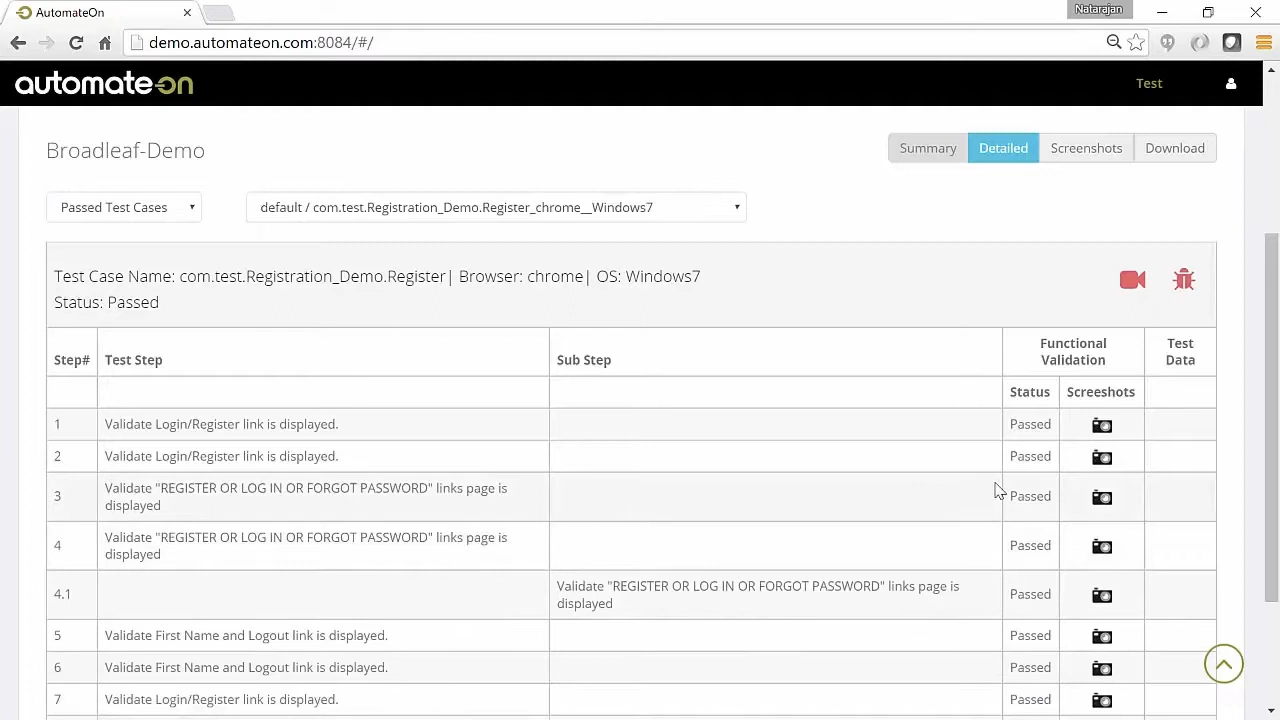 AutomateOn
Natarajan
demo.automateon.com:8084/#/
automate-on
Test
Broadleaf-Demo
Summary
Detailed
Screenshots
Download
Passed Test Cases
default / com.test.Registration_Demo.Register_chrome__Windows7
Test Case Name: com.test.Registration_Demo.Register| Browser: chrome| OS: Windows7
Status: Passed
Step#
Test Step
Sub Step
Functional
Validation
Test
Data
Status
Screeshots
1
Validate Login/Register link is displayed.
Passed
2
Validate Login/Register link is displayed.
Passed
3
Validate "REGISTER OR LOG IN OR FORGOT PASSWORD" links page is
displayed
Passed
4
Validate "REGISTER OR LOG IN OR FORGOT PASSWORD" links page is
displayed
Passed
4.1
Validate "REGISTER OR LOG IN OR FORGOT PASSWORD" links page is
displayed
Passed
5
Validate First Name and Logout link is displayed.
Passed
6
Validate First Name and Logout link is displayed.
Passed
7
Validate Login/Register link is displayed.
Passed